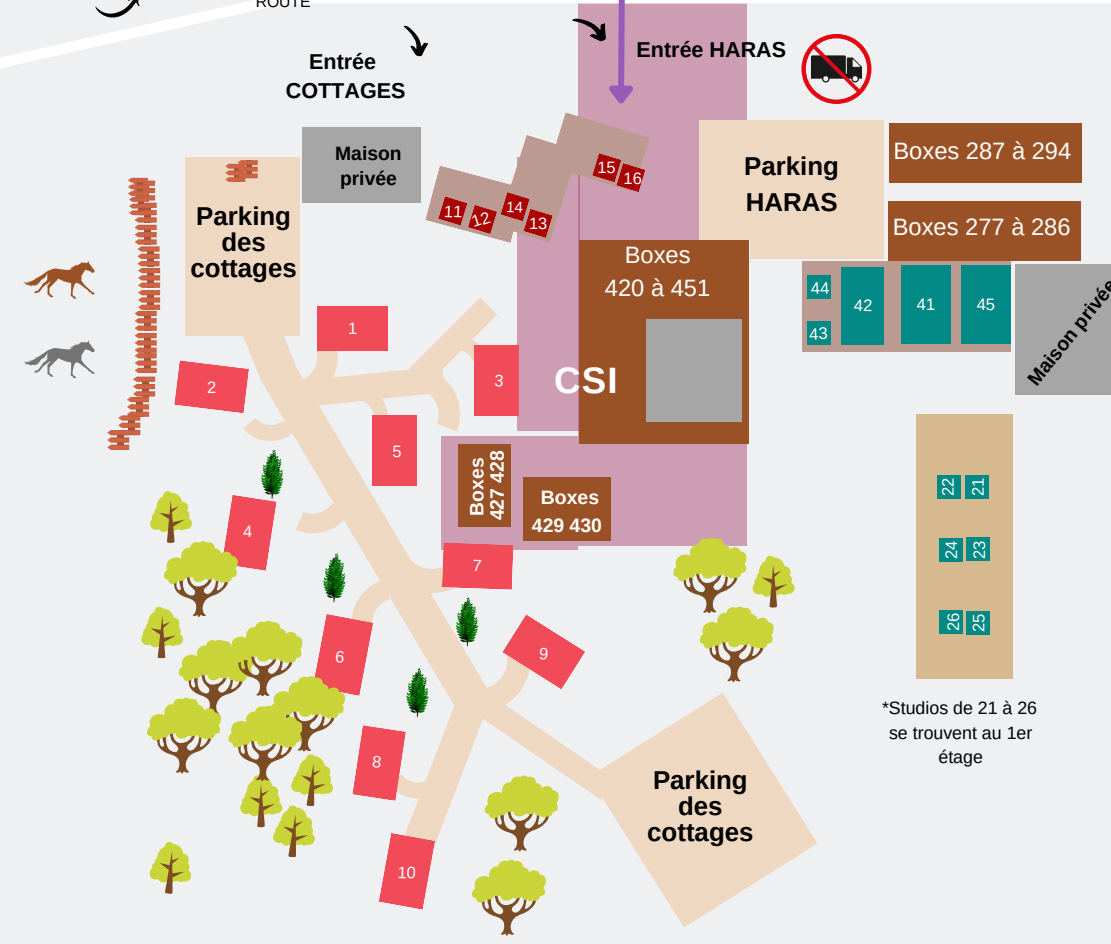 ROUTE
Entrée
COTTAGES
Entrée HARAS
Maison
privée
Parking
des
cottages
15
16
14
13
11
12
Parking
HARAS
Boxes 287 à 294
Boxes 277 à 286
44
43
42
41
45
Maison privée
Boxes
420 à 451
CSI
1
2
3
5
4
Boxes
427 428
Boxes
429 430
7
6
9
8
10
22
21
24
23
26
25
*Studios de 21 à 26
se trouvent au 1er
étage
Parking
des
cottages